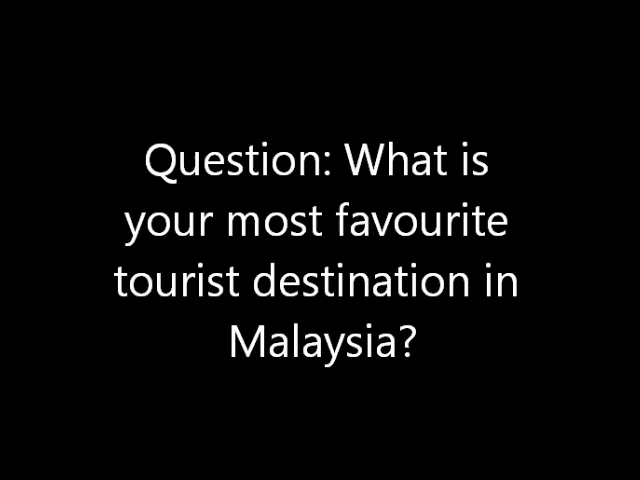 Question: What is
your most favourite
tourist destination in
Malaysia?